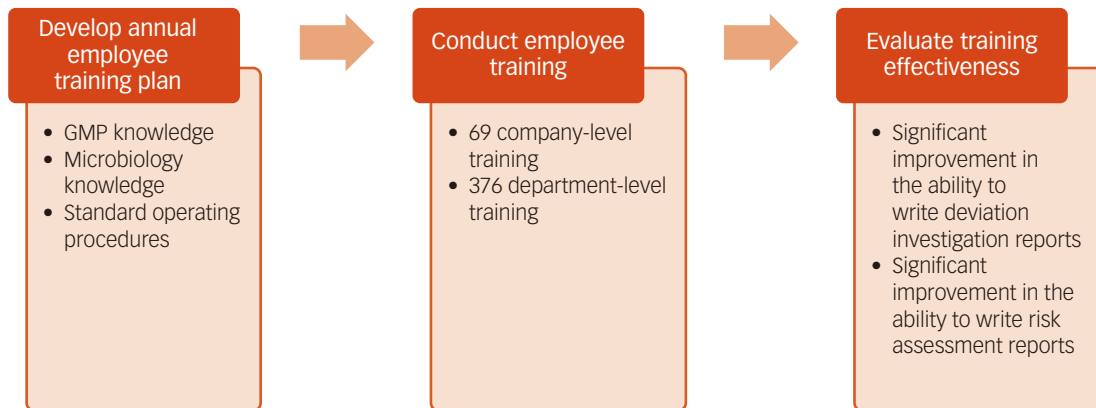 Develop annual
employee
training plan
• GMP knowledge
• Microbiology
knowledge
• Standard operating
procedures
Conduct employee
training
• 69 company-level
training
• 376 department-level
training
Evaluate training
effectiveness
• Significant
improvement in
the ability to
write deviation
investigation reports
• Significant
improvement in the
ability to write risk
assessment reports